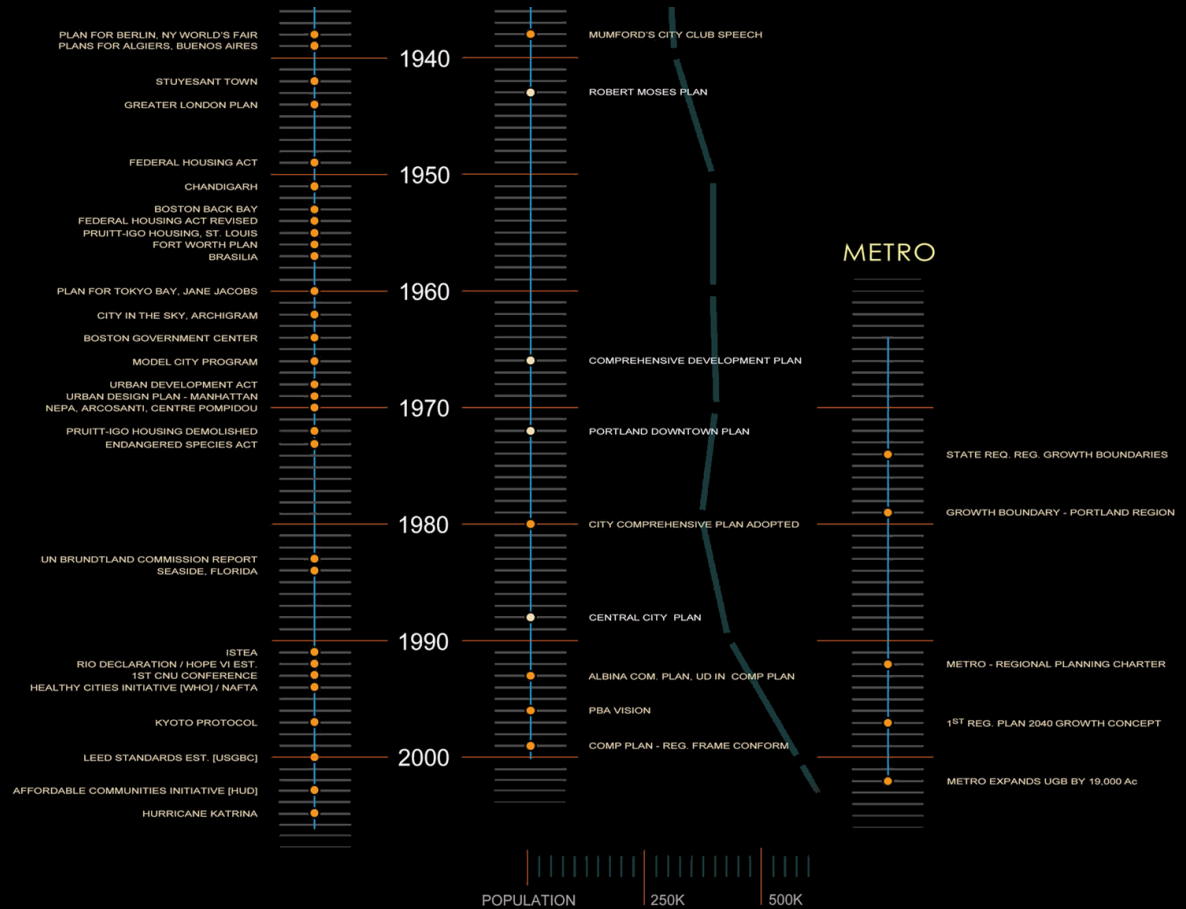 PLAN FOR BERLIN, NY WORLD'S FAIR
PLANS FOR ALGIERS, BUENOS AIRES
STUYESANT TOWN
GREATER LONDON PLAN
FEDERAL HOUSING ACT
CHANDIGARH
BOSTON BACK BAY
FEDERAL HOUSING ACT REVISED
PRUITT-IGO HOUSING, ST. LOUIS
FORT WORTH PLAN
BRASILIA
PLAN FOR TOKYO BAY, JANE JACOBS
CITY IN THE SKY, ARCHIGRAM
BOSTON GOVERNMENT CENTER
MODEL CITY PROGRAM
URBAN DEVELOPMENT ACT
URBAN DESIGN PLAN - MANHATTAN
NEPA, ARCOSANTI, CENTRE POMPIDOU
PRUITT-IGO HOUSING DEMOLISHED
ENDANGERED SPECIES ACT
UN BRUNDTLAND COMMISSION REPORT
SEASIDE, FLORIDA
ISTEA
RIO DECLARATION / HOPE VI EST.
1ST CNU CONFERENCE
HEALTHY CITIES INITIATIVE [WHO] / NAFTA
KYOTO PROTOCOL
LEED STANDARDS EST. [USGBC]
AFFORDABLE COMMUNITIES INITIATIVE [HUD]
HURRICANE KATRINA
1940
1950
1960
1970
1980
1990
2000
MUMFORD'S CITY CLUB SPEECH
ROBERT MOSES PLAN
COMPREHENSIVE DEVELOPMENT PLAN
PORTLAND DOWNTOWN PLAN
CITY COMPREHENSIVE PLAN ADOPTED
CENTRAL CITY PLAN
ALBINA COM. PLAN, UD IN COMP PLAN
PBA VISION
COMP PLAN - REG. FRAME CONFORM
METRO
STATE REQ. REG. GROWTH BOUNDARIES
GROWTH BOUNDARY - PORTLAND REGION
METRO - REGIONAL PLANNING CHARTER
1ST REG. PLAN 2040 GROWTH CONCEPT
METRO EXPANDS UGB BY 19,000 Ac
POPULATION
250K
500K